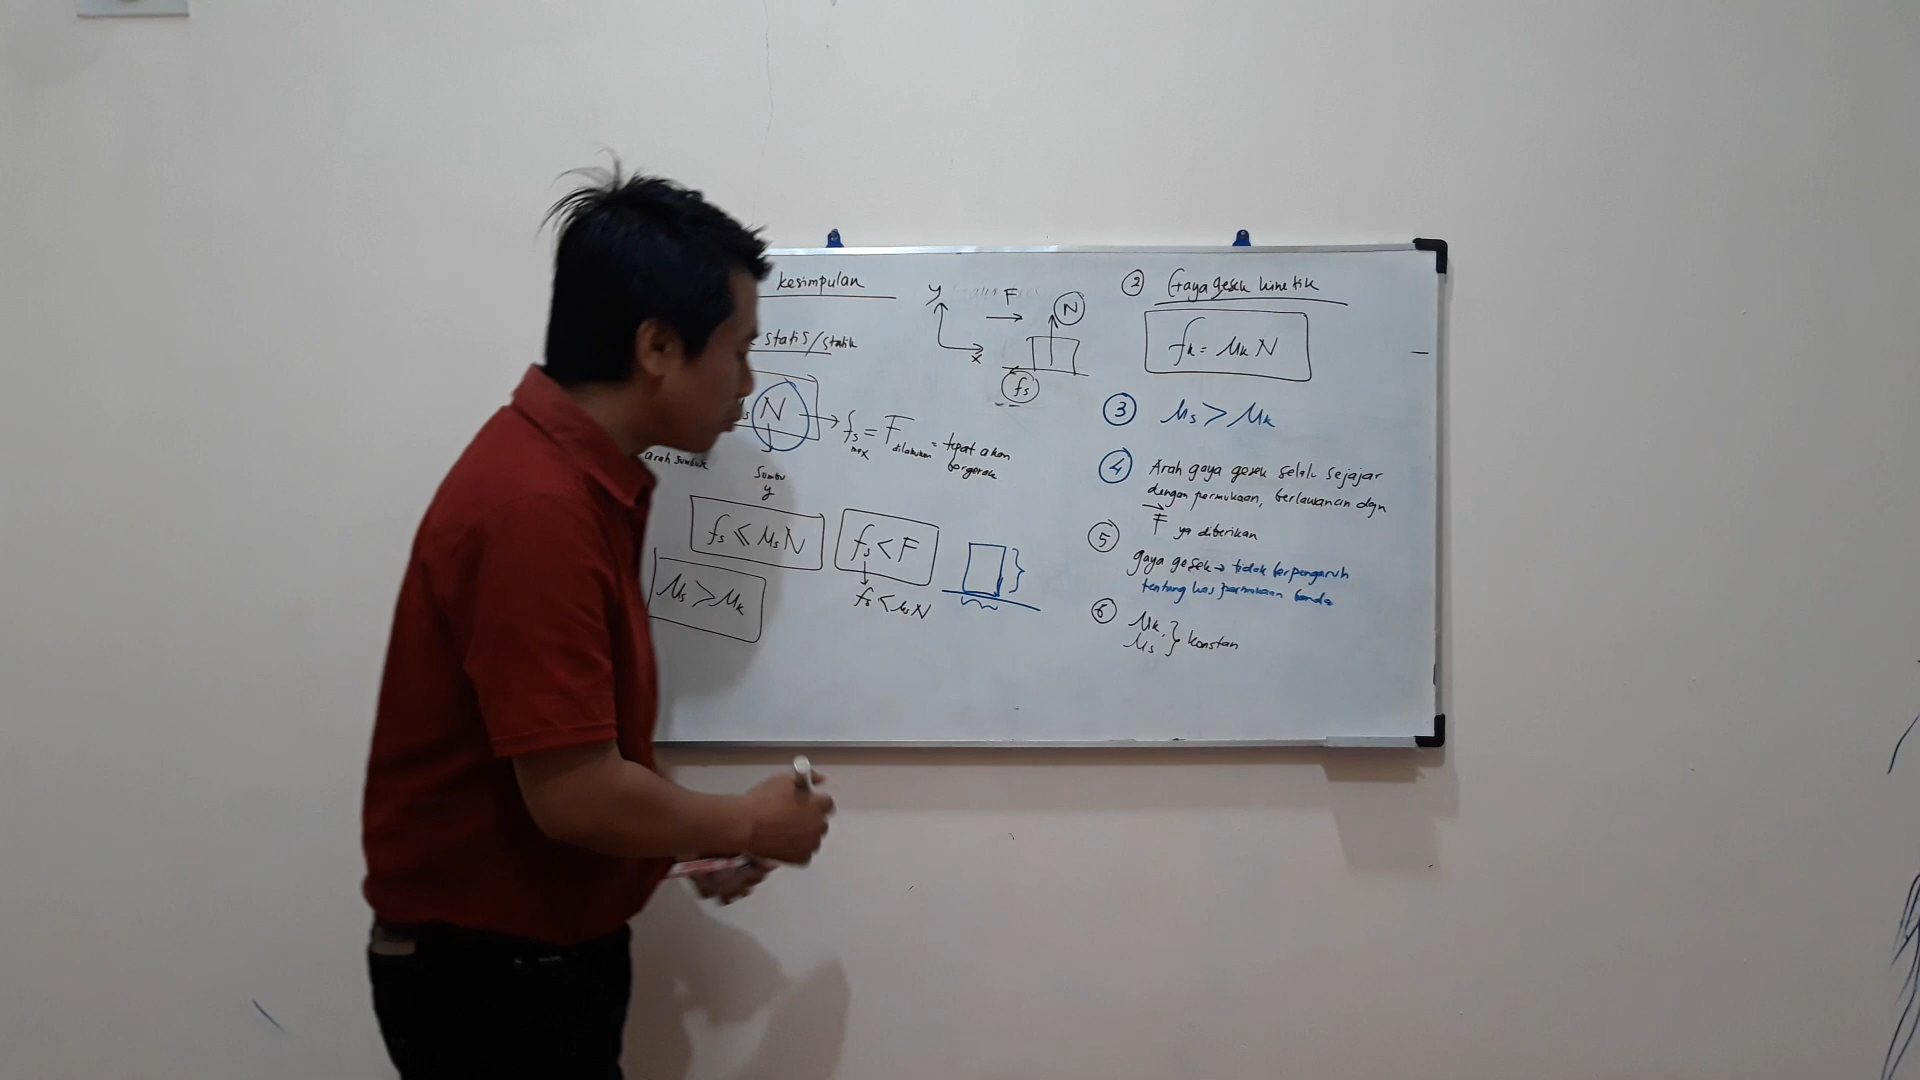 kesimpulan
statis/statik
N → fs max = F dilakukan = tepat akan bergerak
arah sumbu x
Sumbu y
fs ≤ μs N
fs < F
fs < μs N
μs > μk
y
x
F
N
fs
② Gaya gesek kinetik
fk = μk N
③ μs > μk
④ Arah gaya gesek selalu sejajar
dengan permukaan, berlawanan dgn
F yg diberikan
⑤
gaya gesek → tidak berpengaruh
tentang luas permukaan benda
⑥ μk, μs } konstan